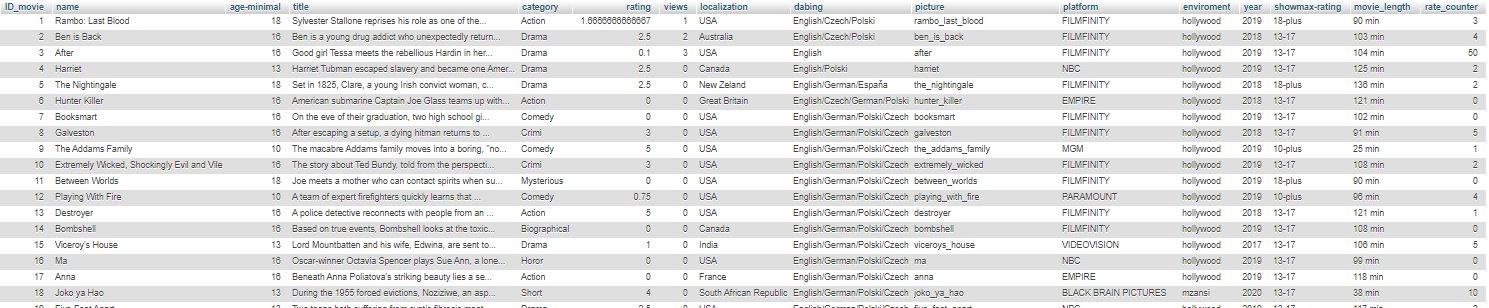 ID_movie name age-minimal title category rating views localization dabing picture platform enviroment year showmax-rating movie_length rate_counter
1 Rambo: Last Blood 18 Sylvester Stallone reprises his role as one of the... Action 1.6666666666667 1 USA English/Czech/Polski rambo_last_blood FILMFINITY hollywood 2019 18-plus 90 min 3
2 Ben is Back 16 Ben is a young drug addict who unexpectedly return... Drama 2.5 2 Australia English/Czech/Polski ben_is_back FILMFINITY hollywood 2018 13-17 103 min 4
3 After 16 Good girl Tessa meets the rebellious Hardin in her... Drama 0.1 3 USA English after FILMFINITY hollywood 2019 13-17 104 min 50
4 Harriet 13 Harriet Tubman escaped slavery and became one Amer... Drama 2.5 0 Canada English/Polski harriet NBC hollywood 2019 13-17 125 min 2
5 The Nightingale 18 Set in 1825, Clare, a young Irish convict woman, c... Drama 2.5 0 New Zeland English/German/Espaňa the_nightingale FILMFINITY hollywood 2018 18-plus 136 min 2
6 Hunter Killer 16 American submarine Captain Joe Glass teams up with... Action 0 0 Great Britain English/Czech/German/Polski hunter_killer EMPIRE hollywood 2018 13-17 121 min 0
7 Booksmart 16 On the eve of their graduation, two high school gi... Comedy 0 0 USA English/German/Polski/Czech booksmart FILMFINITY hollywood 2019 13-17 102 min 0
8 Galveston 16 After escaping a setup, a dying hitman returns to ... Crimi 3 0 USA English/German/Polski/Czech galveston FILMFINITY hollywood 2018 13-17 91 min 5
9 The Addams Family 10 The macabre Addams family moves into a boring, "no... Comedy 5 0 USA English/German/Polski/Czech the_addams_family MGM hollywood 2019 10-plus 25 min 1
10 Extremely Wicked, Shockingly Evil and Vile 16 The story about Ted Bundy, told from the perspecti... Crimi 3 0 USA English/German/Polski/Czech extremely_wicked FILMFINITY hollywood 2019 13-17 108 min 2
11 Between Worlds 18 Joe meets a mother who can contact spirits when su... Mysterious 0 0 USA English/German/Polski/Czech between_worlds FILMFINITY hollywood 2018 18-plus 90 min 0
12 Playing With Fire 10 A team of expert firefighters quickly learns that ... Comedy 0.75 0 USA English/German/Polski/Czech playing_with_fire PARAMOUNT hollywood 2019 10-plus 96 min 4
13 Destroyer 16 A police detective reconnects with people from an ... Action 5 0 USA English/German/Polski/Czech destroyer FILMFINITY hollywood 2018 13-17 121 min 1
14 Bombshell 16 Based on true events, Bombshell looks at the toxic... Biographical 0 0 Canada English/German/Polski/Czech bombshell FILMFINITY hollywood 2019 13-17 108 min 0
15 Viceroy's House 13 Lord Mountbatten and his wife, Edwina, are sent to... Drama 1 0 India English/German/Polski/Czech viceroys_house VIDEOVISION hollywood 2017 13-17 106 min 5
16 Ma 16 Oscar-winner Octavia Spencer plays Sue Ann, a lone... Horor 0 0 USA English/German/Polski/Czech ma NBC hollywood 2019 13-17 99 min 0
17 Anna 16 Beneath Anna Poliatova's striking beauty lies a se... Action 0 0 France English/German/Polski/Czech anna EMPIRE hollywood 2019 13-17 118 min 0
18 Joko ya Hao 13 During the 1955 forced evictions, Noziziwe, an asp... Short 4 0 South African Republic English/German/Polski/Czech joko_ya_hao BLACK BRAIN PICTURES mzansi 2020 13-17 38 min 10